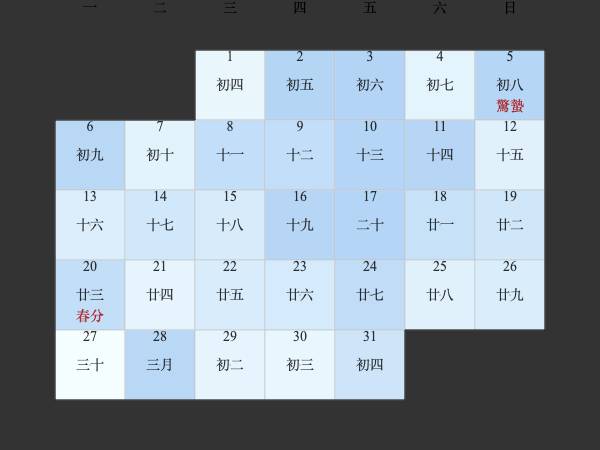 一 二 三 四 五 六 日
1 2 3 4 5
初四 初五 初六 初七 初八
驚蟄
6 7 8 9 10 11 12
初九 初十 十一 十二 十三 十四 十五
13 14 15 16 17 18 19
十六 十七 十八 十九 二十 廿一 廿二
20 21 22 23 24 25 26
廿三 廿四 廿五 廿六 廿七 廿八 廿九
春分
27 28 29 30 31
三十 三月 初二 初三 初四